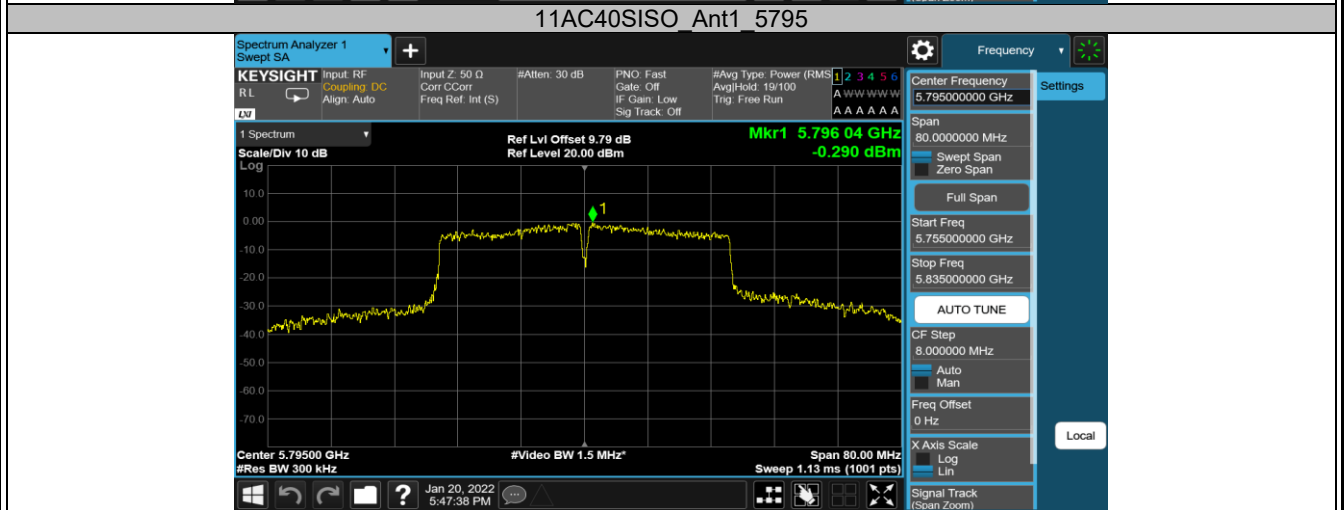 11AC40SISO_Ant1_5795
Spectrum Analyzer 1
Swept SA
+
Frequency
KEYSIGHT
RL
LXI
Input: RF
Coupling: DC
Align: Auto
Input Z: 50 Ω
Corr CCorr
Freq Ref: Int (S)
#Atten: 30 dB
PNO: Fast
Gate: Off
IF Gain: Low
Sig Track: Off
#Avg Type: Power (RMS
Avg|Hold: 19/100
Trig: Free Run
1 2 3 4 5 6
A W W W W W
A A A A A A
1 Spectrum
Scale/Div 10 dB
Log
Ref Lvl Offset 9.79 dB
Ref Level 20.00 dBm
Mkr1 5.796 04 GHz
-0.290 dBm
1
10.0
0.00
-10.0
-20.0
-30.0
-40.0
-50.0
-60.0
-70.0
Center 5.79500 GHz
#Res BW 300 kHz
#Video BW 1.5 MHz*
Span 80.00 MHz
Sweep 1.13 ms (1001 pts)
?
Jan 20, 2022
5:47:38 PM
Center Frequency
5.795000000 GHz
Span
80.0000000 MHz
Swept Span
Zero Span
Full Span
Start Freq
5.755000000 GHz
Stop Freq
5.835000000 GHz
AUTO TUNE
CF Step
8.000000 MHz
Auto
Man
Freq Offset
0 Hz
X Axis Scale
Log
Lin
Signal Track
(Span Zoom)
Settings
Local